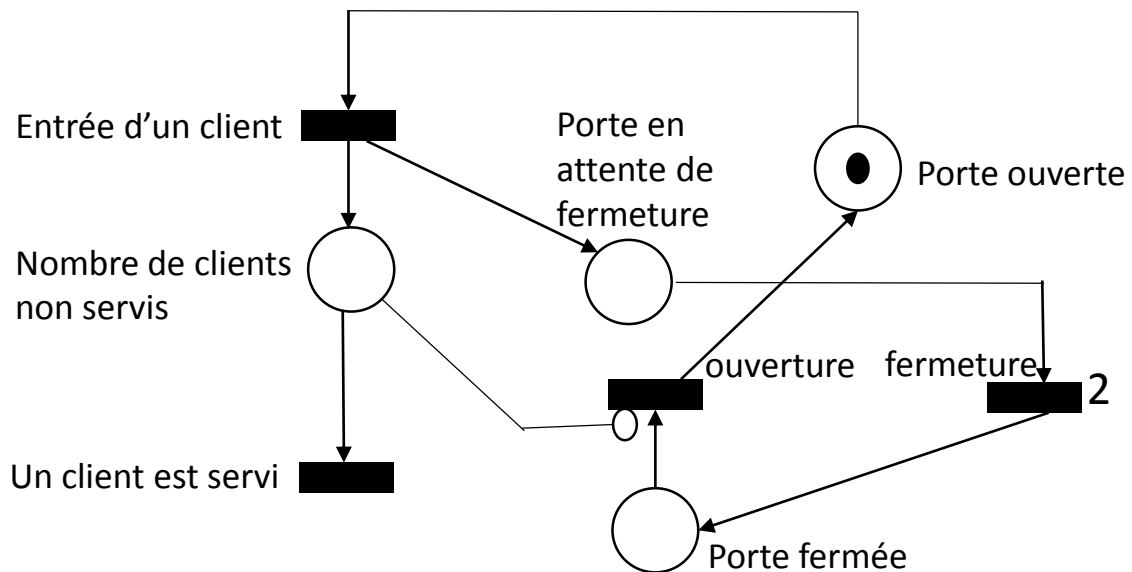 Entrée d’un client
Porte en
attente de
fermeture
Porte ouverte
Nombre de clients
non servis
ouverture
fermeture
2
Un client est servi
Porte fermée